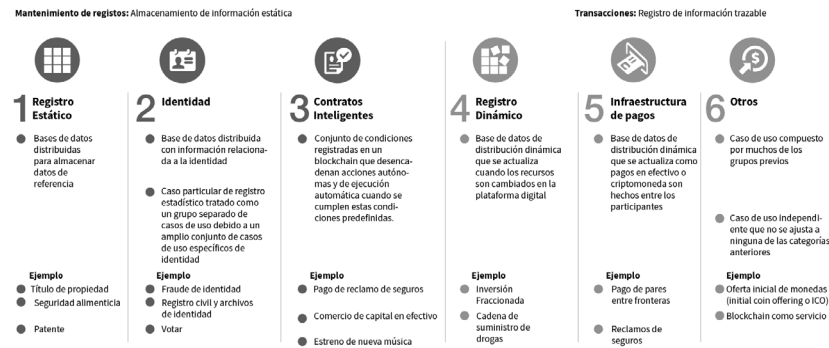 Mantenimiento de registos: Almacenamiento de información estática
Transacciones: Registro de información trazable
1 Registro
Estático
Bases de datos
distribuidas
para almacenar
datos de
referencia
Ejemplo
Título de propiedad
Seguridad alimenticia
Patente
2 Identidad
Base de datos distribuida
con información relaciona-
da a la identidad
Caso particular de registro
estadístico tratado como
un grupo separado de
casos de uso debido a un
amplio conjunto de casos
de uso específicos de
identidad
Ejemplo
Fraude de identidad
Registro civil y archivos
de identidad
Votar
3 Contratos
Inteligentes
Conjunto de condiciones
registradas en un
blockchain que desenca-
denan acciones autóno-
mas y de ejecución
automática cuando se
cumplen estas condi-
ciones predefinidas.
Ejemplo
Pago de reclamo de seguros
Comercio de capital en efectivo
Estreno de nueva música
4 Registro
Dinámico
Base de datos de
distribución dinámica
que se actualiza
cuando los recursos
son cambiados en la
plataforma digital
Ejemplo
Inversión
Fraccionada
Cadena de
suministro de
drogas
5 Infraestructura
de pagos
Base de datos de
distribución dinámica
que se actualiza como
pagos en efectivo o
criptomoneda son
hechos entre los
participantes
Ejemplo
Pago de pares
entre fronteras
Reclamos de
seguros
6 Otros
Caso de uso compuesto
por muchos de los
grupos previos
Caso de uso independi-
ente que no se ajusta a
ninguna de las categorías
anteriores
Ejemplo
Oferta inicial de monedas
(initial coin offering o ICO)
Blockchain como servicio